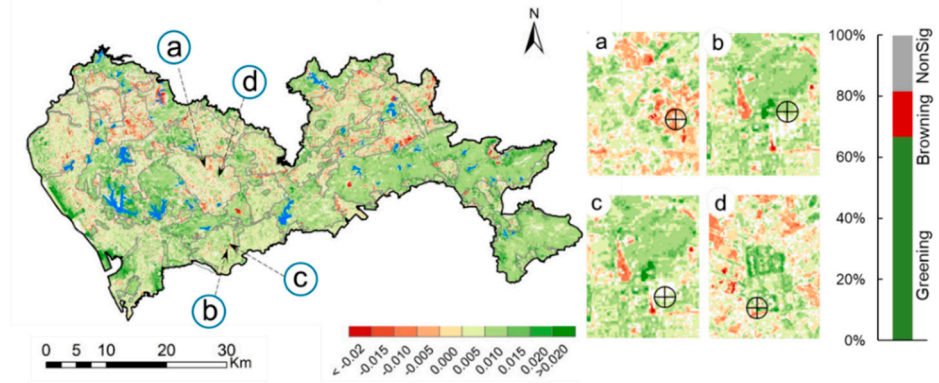 N
a
d
b
c
0 5 10 20 30
Km
< -0.02 -0.015 -0.010 -0.005 0.000 0.005 0.010 0.015 0.020 >0.020
a
b
c
d
100%
80%
60%
40%
20%
0%
NonSig
Browning
Greening